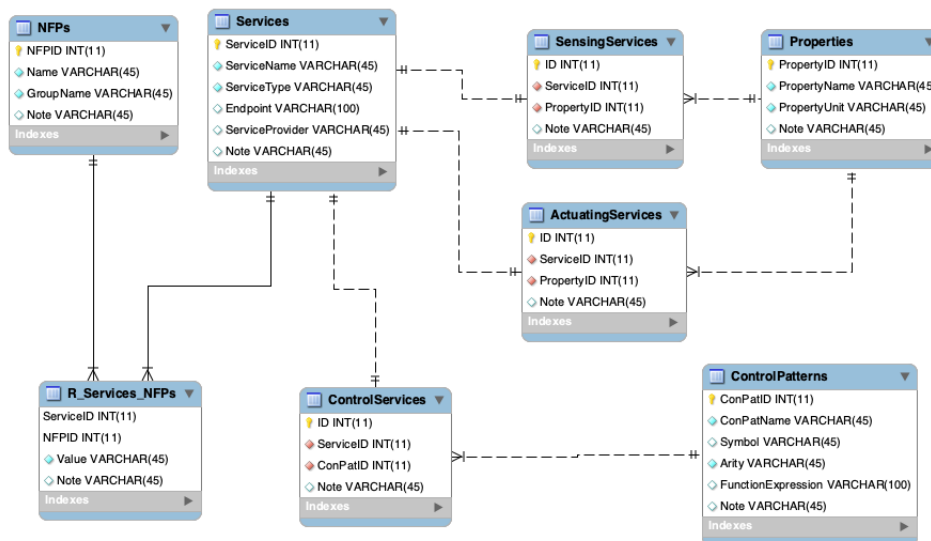 NFPs
NFPID INT(11)
Name VARCHAR(45)
GroupName VARCHAR(45)
Note VARCHAR(45)
Indexes
Services
ServiceID INT(11)
ServiceName VARCHAR(45)
ServiceType VARCHAR(45)
Endpoint VARCHAR(100)
ServiceProvider VARCHAR(45)
Note VARCHAR(45)
Indexes
SensingServices
ID INT(11)
ServiceID INT(11)
PropertyID INT(11)
Note VARCHAR(45)
Indexes
Properties
PropertyID INT(11)
PropertyName VARCHAR(45
PropertyUnit VARCHAR(45)
Note VARCHAR(45)
Indexes
ActuatingServices
ID INT(11)
ServiceID INT(11)
PropertyID INT(11)
Note VARCHAR(45)
Indexes
R_Services_NFPs
ServiceID INT(11)
NFPID INT(11)
Value VARCHAR(45)
Note VARCHAR(45)
Indexes
ControlServices
ID INT(11)
ServiceID INT(11)
ConPatID INT(11)
Note VARCHAR(45)
Indexes
ControlPatterns
ConPatID INT(11)
ConPatName VARCHAR(45)
Symbol VARCHAR(45)
Arity VARCHAR(45)
FunctionExpression VARCHAR(100)
Note VARCHAR(45)
Indexes